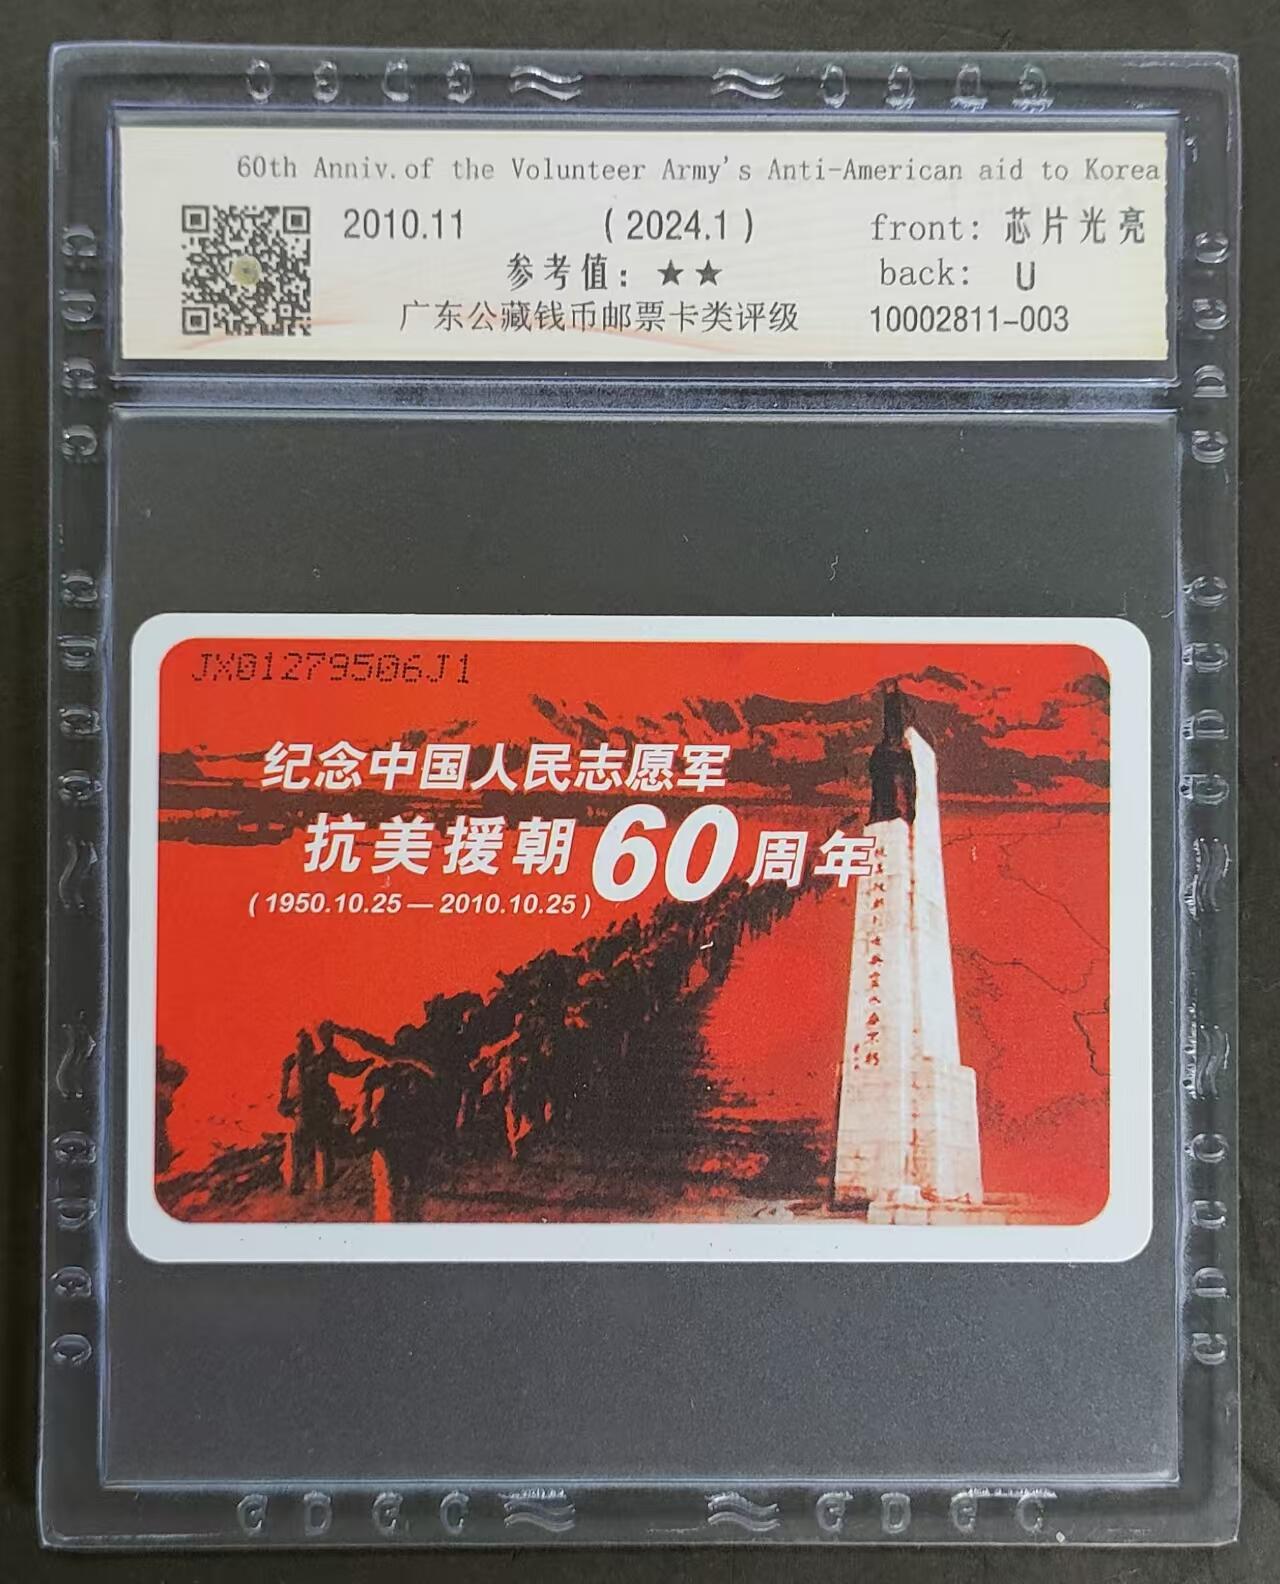 60th Anniv.of the Volunteer Army's Anti-American aid to Korea
2010.11 (2024.1) front: 芯片光亮
参考值: ★★ back: U
广东公藏钱币邮票卡类评级 10002811-003
JX01279506J1
纪念中国人民志愿军
抗美援朝60周年
(1950.10.25—2010.10.25)